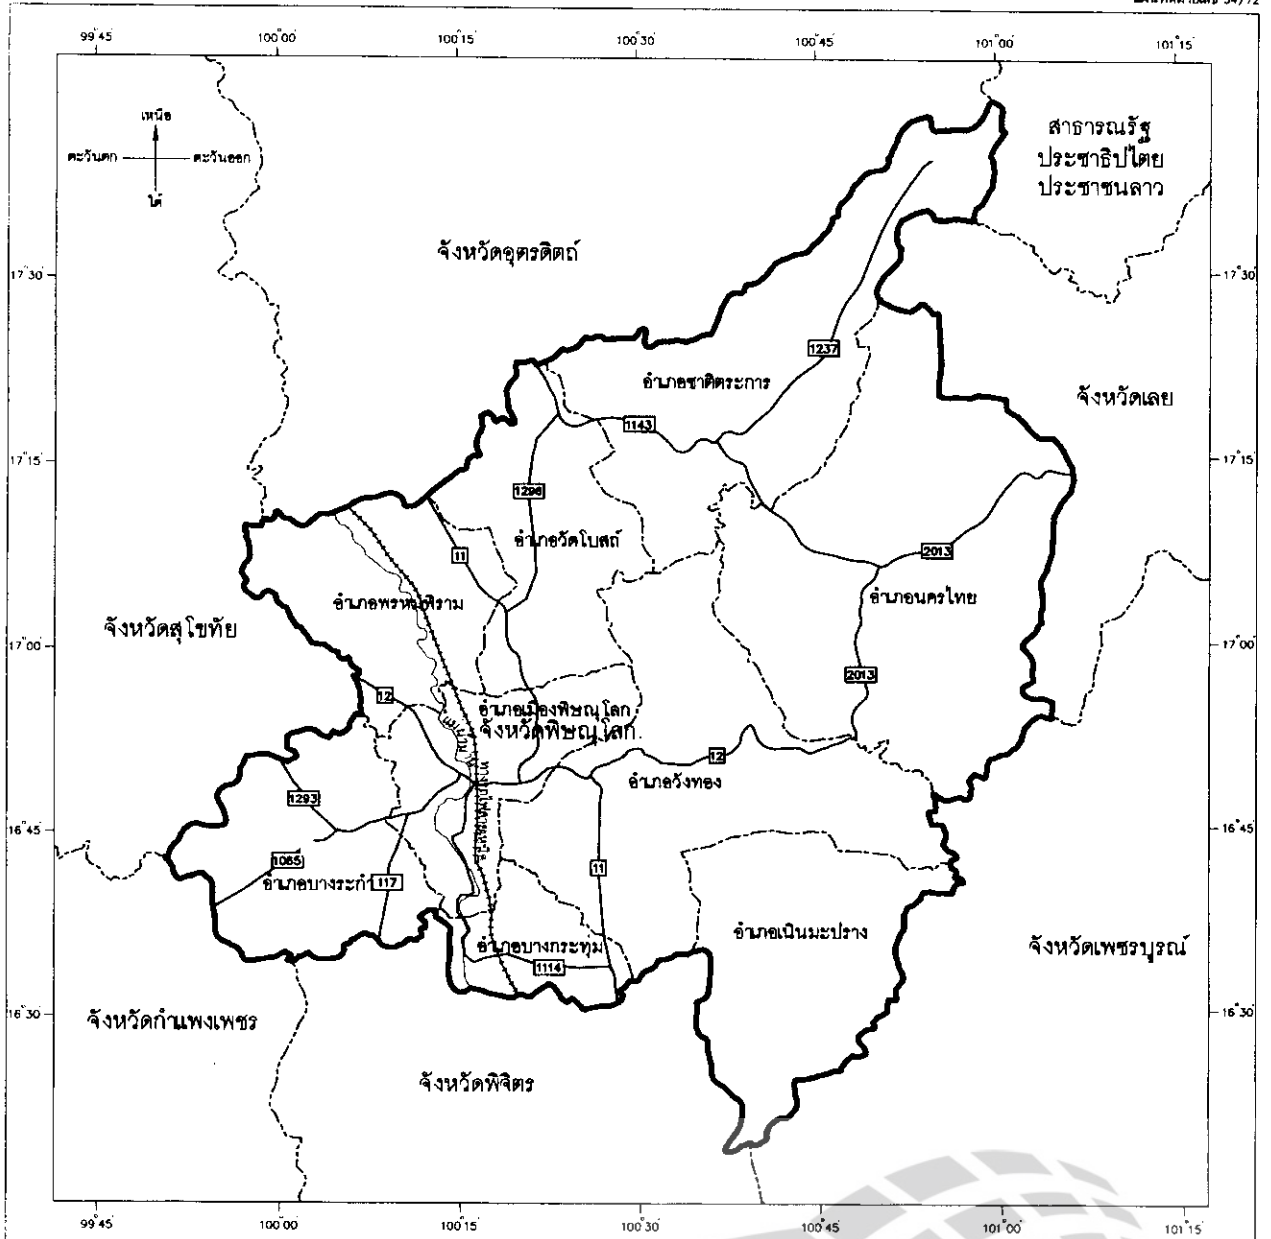 99°45'
100°00'
100°15'
100°30'
100°45'
101°00'
101°15'
เหนือ
ตะวันตก
ตะวันออก
ใต้
สาธารณรัฐ
ประชาธิปไตย
ประชาชนลาว
จังหวัดอุตรดิตถ์
17°30'
17°30'
1237
อำเภอชาติตระการ
จังหวัดเลย
1143
17°15'
17°15'
1296
อำเภอวัดโบสถ์
11
2013
อำเภอพรหมพิราม
อำเภอนครไทย
จังหวัดสุโขทัย
17°00'
17°00'
2013
12
อำเภอเมืองพิษณุโลก
จังหวัดพิษณุโลก
12
อำเภอวังทอง
1293
16°45'
16°45'
1065
11
อำเภอบางระกำ
117
อำเภอเนินมะปราง
อำเภอบางกระทุ่ม
จังหวัดเพชรบูรณ์
1114
16°30'
16°30'
จังหวัดกำแพงเพชร
จังหวัดพิจิตร
99°45'
100°00'
100°15'
100°30'
100°45'
101°00'
101°15'